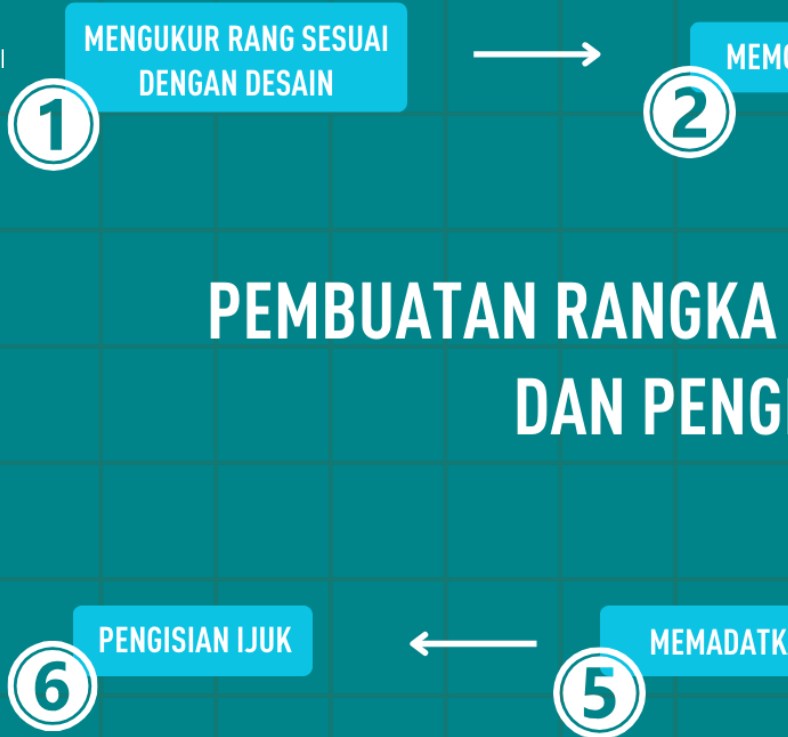 MENGUKUR RANG SESUAI
DENGAN DESAIN
1
2
PEMBUATAN RANGKA
DAN
PENGISIAN IJUK
6
5